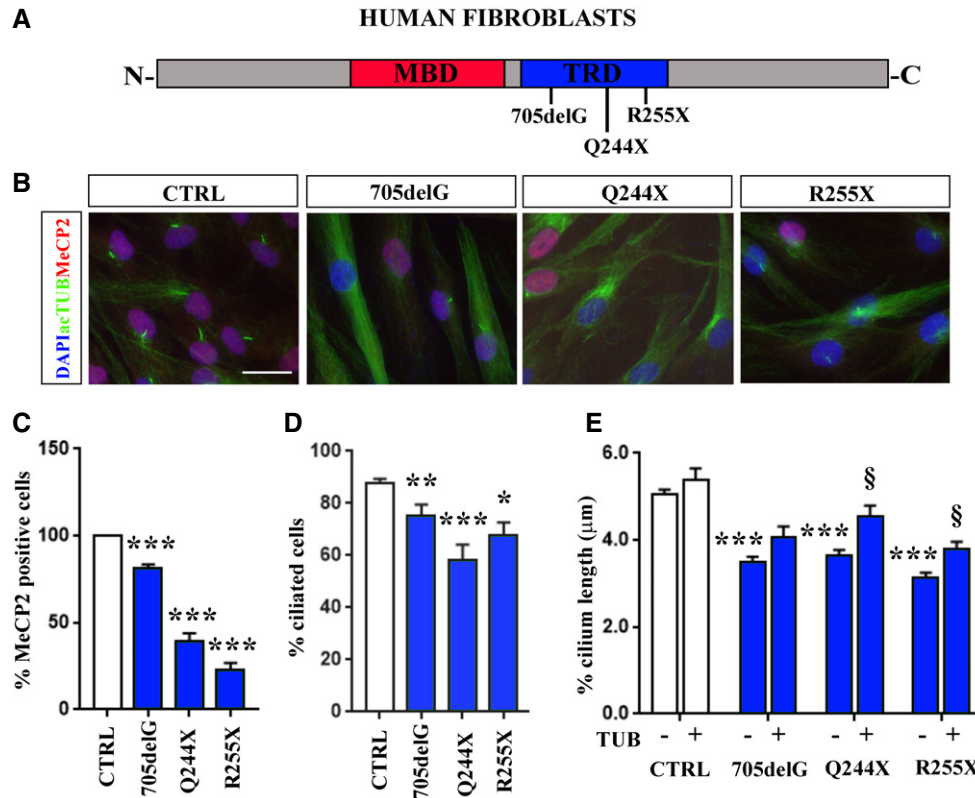 A
HUMAN FIBROBLASTS
N- MBD TRD -C
705delG R255X
Q244X
B
CTRL 705delG Q244X R255X
DAPIacTUBMeCP2
C
% MeCP2 positive cells
150
100
50
0
***
***
***
CTRL
705delG
Q244X
R255X
D
% ciliated cells
100
80
60
40
20
0
**
***
*
CTRL
705delG
Q244X
R255X
E
% cilium length (μm)
6.0
4.0
2.0
0.0
***
***
§
***
§
TUB - + - + - + - +
CTRL 705delG Q244X R255X